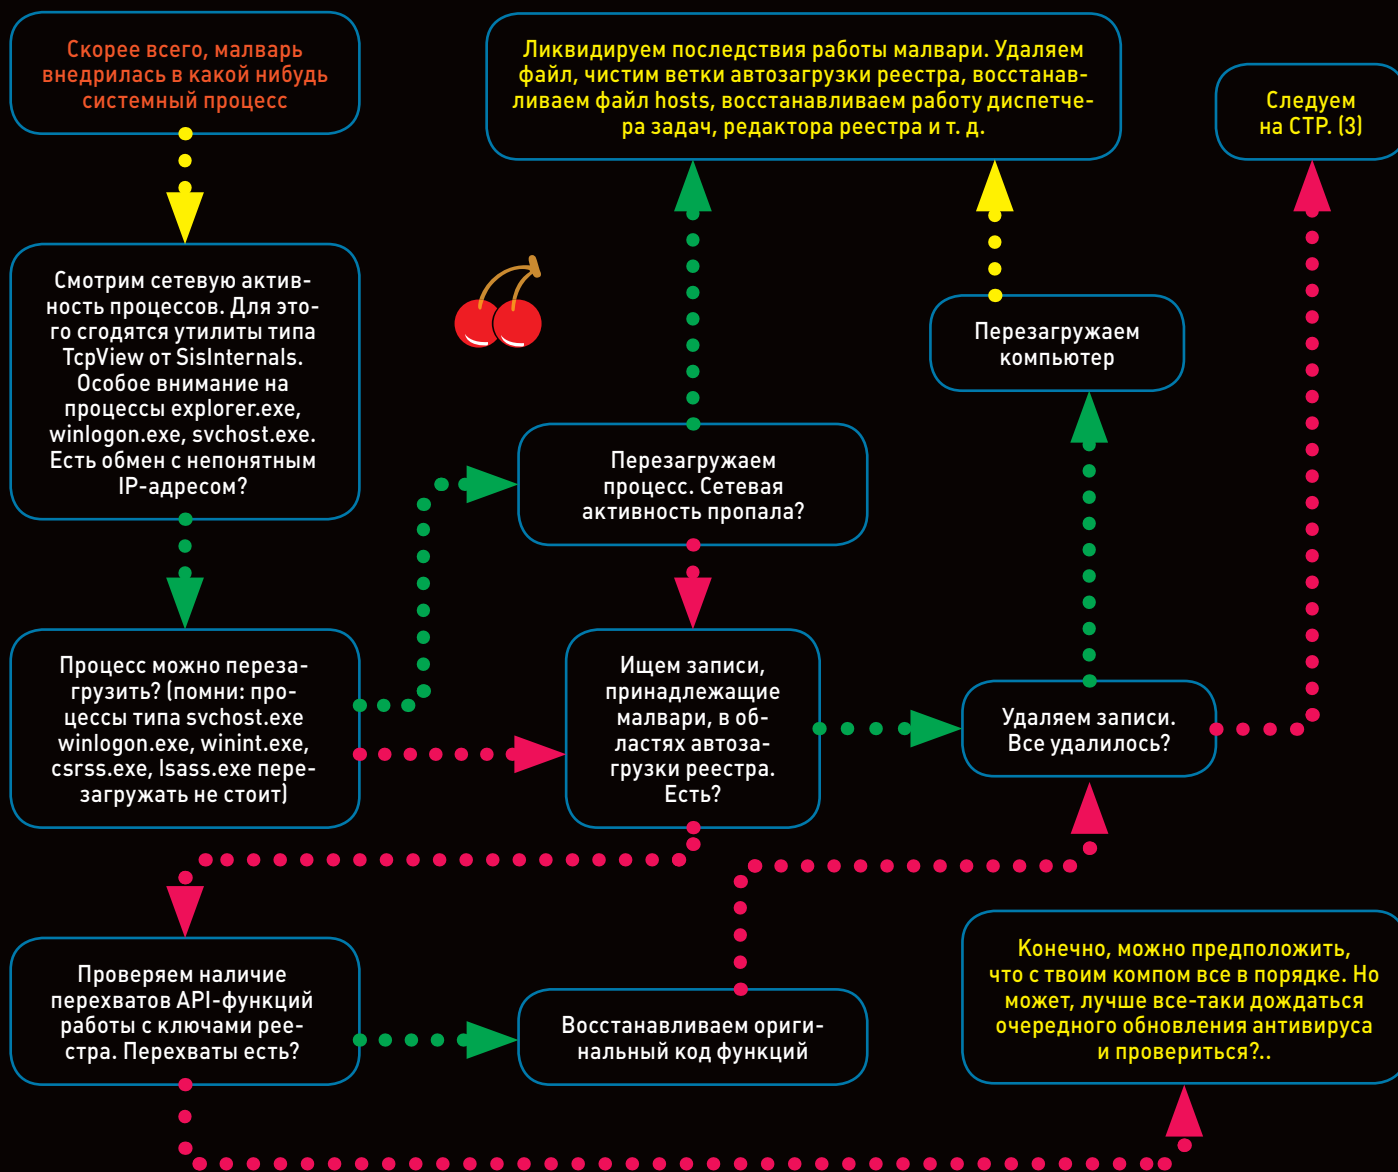 Скорее всего, малварь
внедрилась в какой нибудь
системный процесс
Ликвидируем последствия работы малвари. Удаляем
файл, чистим ветки автозагрузки реестра, восстанав-
ливаем файл hosts, восстанавливаем работу диспетче-
ра задач, редактора реестра и т. д.
Следуем
на СТР. (3)
Смотрим сетевую актив-
ность процессов. Для это-
го сгодятся утилиты типа
TcpView от SisInternals.
Особое внимание на
процессы explorer.exe,
winlogon.exe, svchost.exe.
Есть обмен с непонятным
IP-адресом?
Перезагружаем
компьютер
Перезагружаем
процесс. Сетевая
активность пропала?
Процесс можно переза-
грузить? (помни: про-
цессы типа svchost.exe
winlogon.exe, winint.exe,
csrss.exe, lsass.exe пере-
загружать не стоит)
Ищем записи,
принадлежащие
малвари, в об-
ластях автоза-
грузки реестра.
Есть?
Удаляем записи.
Все удалилось?
Проверяем наличие
перехватов API-функций
работы с ключами рее-
стра. Перехваты есть?
Восстанавливаем ориги-
нальный код функций
Конечно, можно предположить,
что с твоим компом все в порядке. Но
может, лучше все-таки дождаться
очередного обновления антивируса
и провериться?..